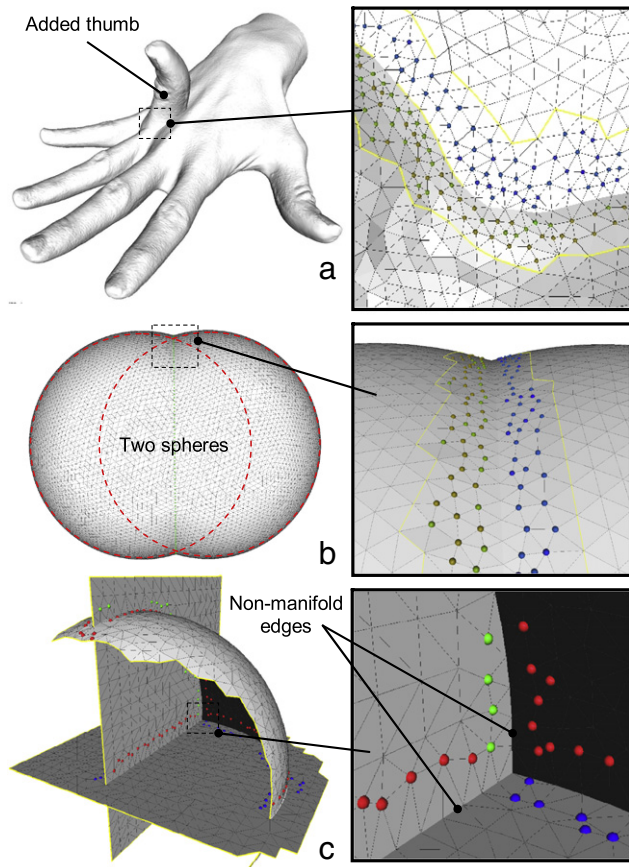 Added thumb
a
Two spheres
b
Non-manifold
edges
c